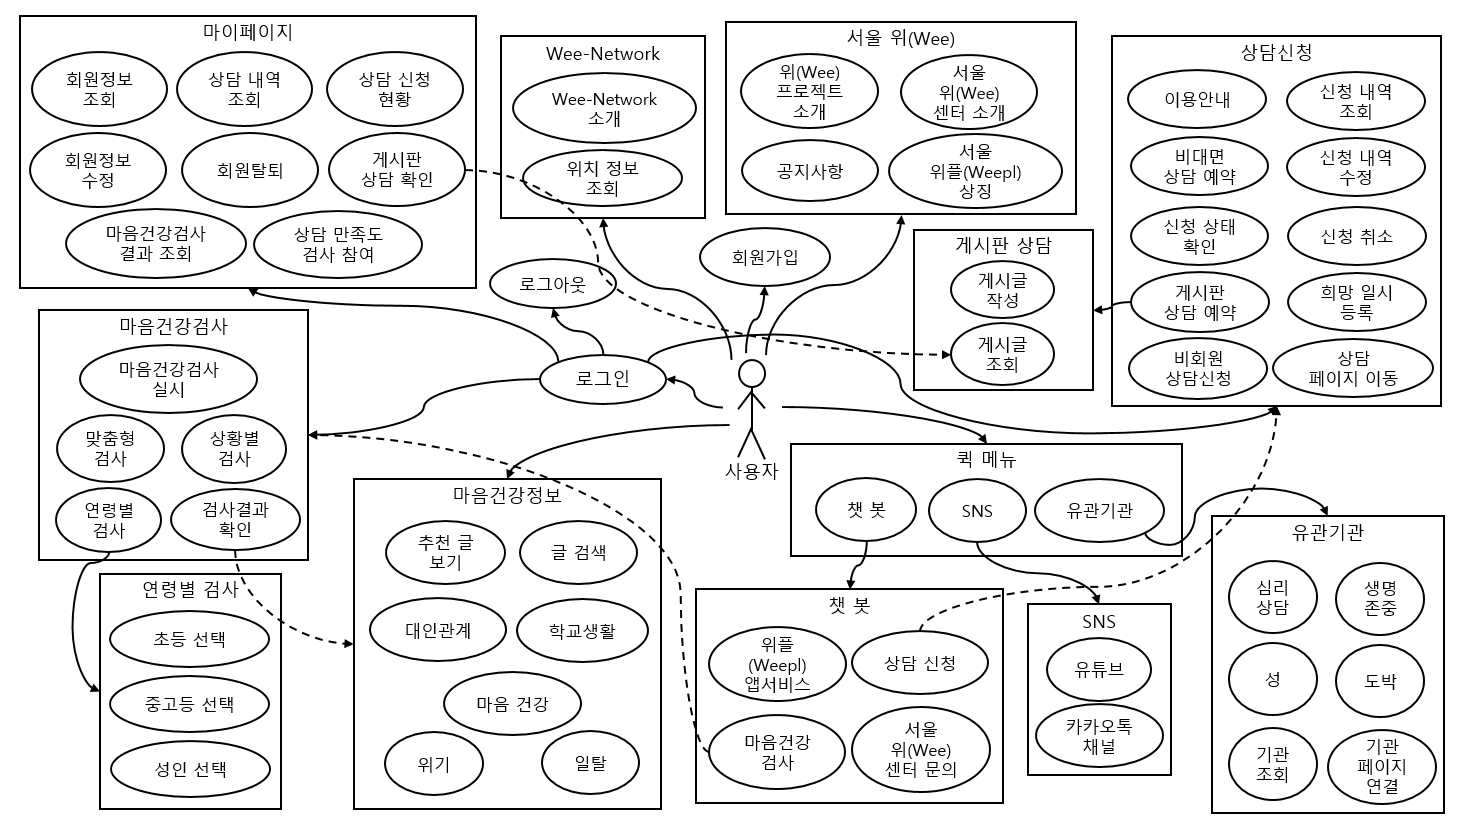 마이페이지
회원정보
조회
상담 내역
조회
상담 신청
현황
회원정보
수정
회원탈퇴
게시판
상담 확인
마음건강검사
결과 조회
상담 만족도
검사 참여
Wee-Network
Wee-Network
소개
위치 정보
조회
서울 위(Wee)
위(Wee)
프로젝트
소개
서울
위(Wee)
센터 소개
공지사항
서울
위플(Weepl)
상징
상담신청
이용안내
신청 내역
조회
비대면
상담 예약
신청 내역
수정
신청 상태
확인
신청 취소
게시판
상담 예약
희망 일시
등록
비회원
상담신청
상담
페이지 이동
게시판 상담
게시글
작성
게시글
조회
회원가입
로그아웃
로그인
사용자
마음건강검사
마음건강검사
실시
맞춤형
검사
상황별
검사
연령별
검사
검사결과
확인
연령별 검사
초등 선택
중고등 선택
성인 선택
마음건강정보
추천 글
보기
글 검색
대인관계
학교생활
마음 건강
위기
일탈
퀵 메뉴
챗 봇
SNS
유관기관
챗 봇
위플
(Weepl)
앱서비스
상담 신청
마음건강
검사
서울
위(Wee)
센터 문의
SNS
유튜브
카카오톡
채널
유관기관
심리
상담
생명
존중
성
도박
기관
조회
기관
페이지
연결